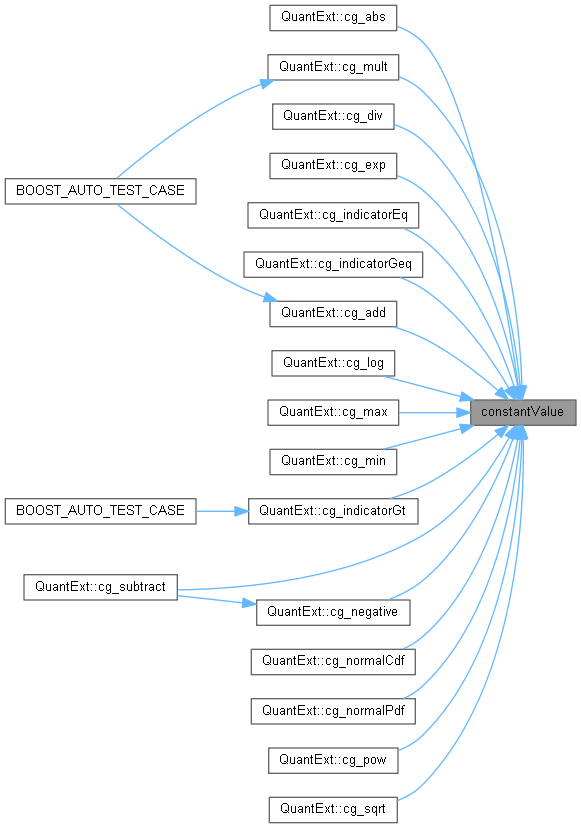 QuantExt::cg_abs
QuantExt::cg_mult
QuantExt::cg_div
QuantExt::cg_exp
BOOST_AUTO_TEST_CASE
QuantExt::cg_indicatorEq
QuantExt::cg_indicatorGeq
QuantExt::cg_add
QuantExt::cg_log
constantValue
QuantExt::cg_max
QuantExt::cg_min
BOOST_AUTO_TEST_CASE
QuantExt::cg_indicatorGt
QuantExt::cg_subtract
QuantExt::cg_negative
QuantExt::cg_normalCdf
QuantExt::cg_normalPdf
QuantExt::cg_pow
QuantExt::cg_sqrt